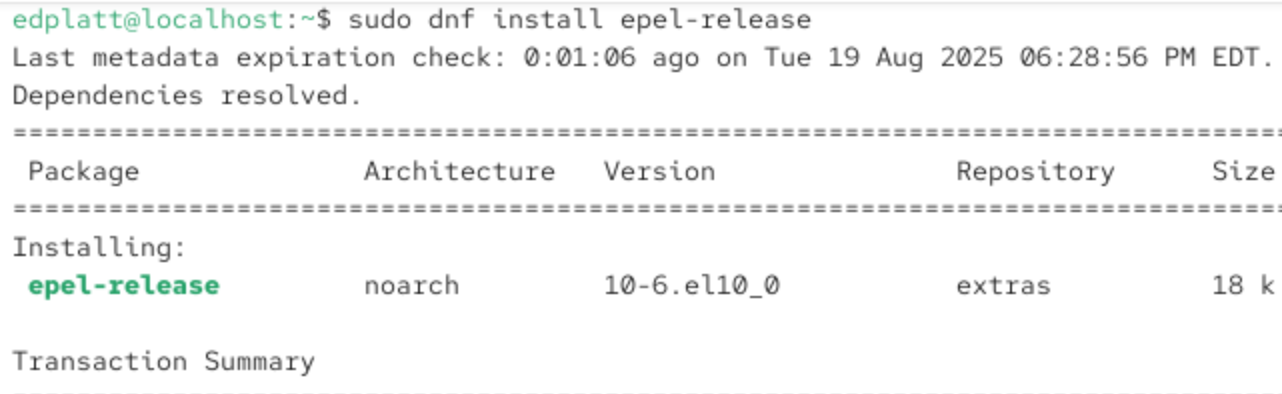 edplatt@localhost:~$ sudo dnf install epel-release
Last metadata expiration check: 0:01:06 ago on Tue 19 Aug 2025 06:28:56 PM EDT.
Dependencies resolved.
================================================================================
 Package              Architecture   Version               Repository      Size
================================================================================
Installing:
 epel-release         noarch         10-6.el10_0           extras          18 k

Transaction Summary